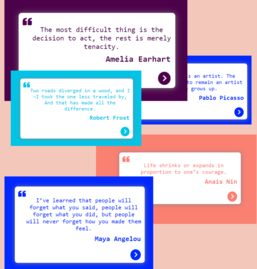 The most difficult thing is the
decision to act, the rest is merely
tenacity.
Amelia Earhart
is an artist. The
to remain an artist
grows up.
Pablo Picasso
Two roads diverged in a wood, and I
-I took the one less traveled by,
And that has made all the
difference.
Robert Frost
Life shrinks or expands in
proportion to one's courage.
Anais Nin
I've learned that people will
forget what you said, people will
forget what you did, but people
will never forget how you made them
feel.
Maya Angelou